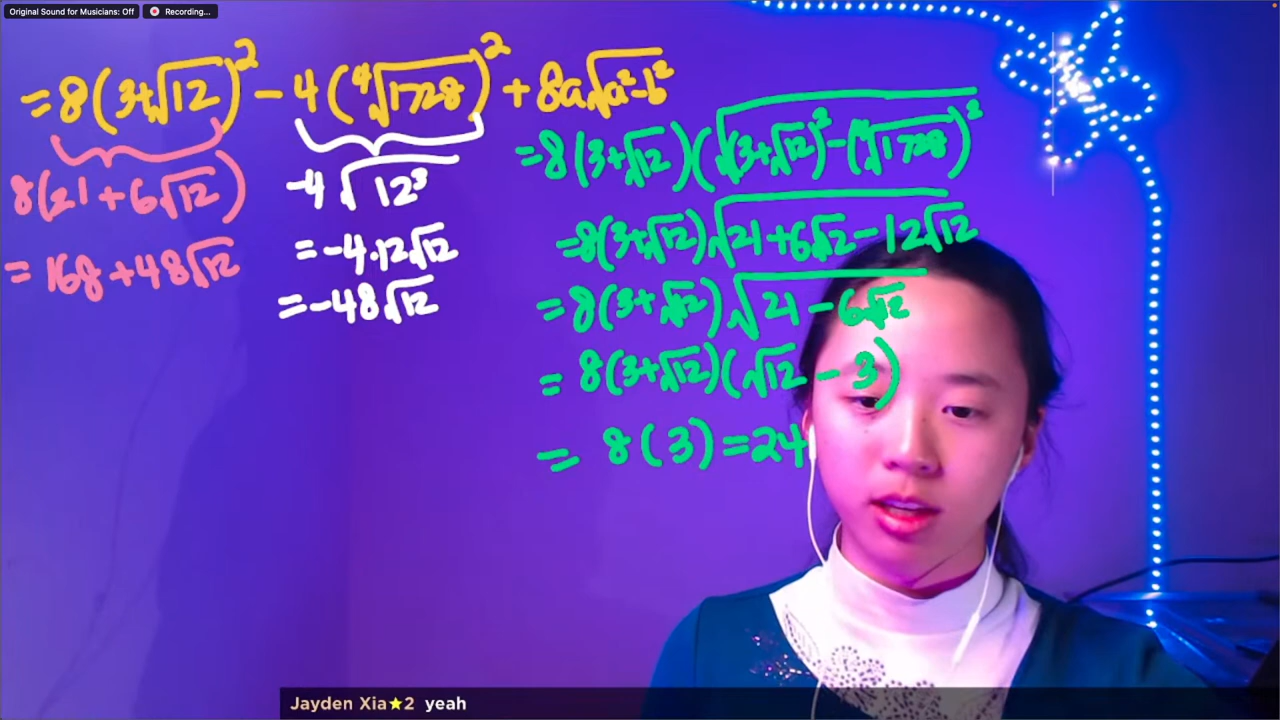 Original Sound for Musicians: Off Recording...
=8(3+√12)² − 4(⁴√1728)² + 8a√a²−b²
8(21 + 6√12)
= 168 + 48√12
−4√12³
= −4·12√12
= −48√12
=8(3+√12)(√(3+√12)²−(⁴√1728)²
=8(3+√12)√21+6√12−12√12
=8(3+√12)√21−6√12
= 8(3+√12)(√12 − 3)
= 8(3)=24
Jayden Xia★2 yeah